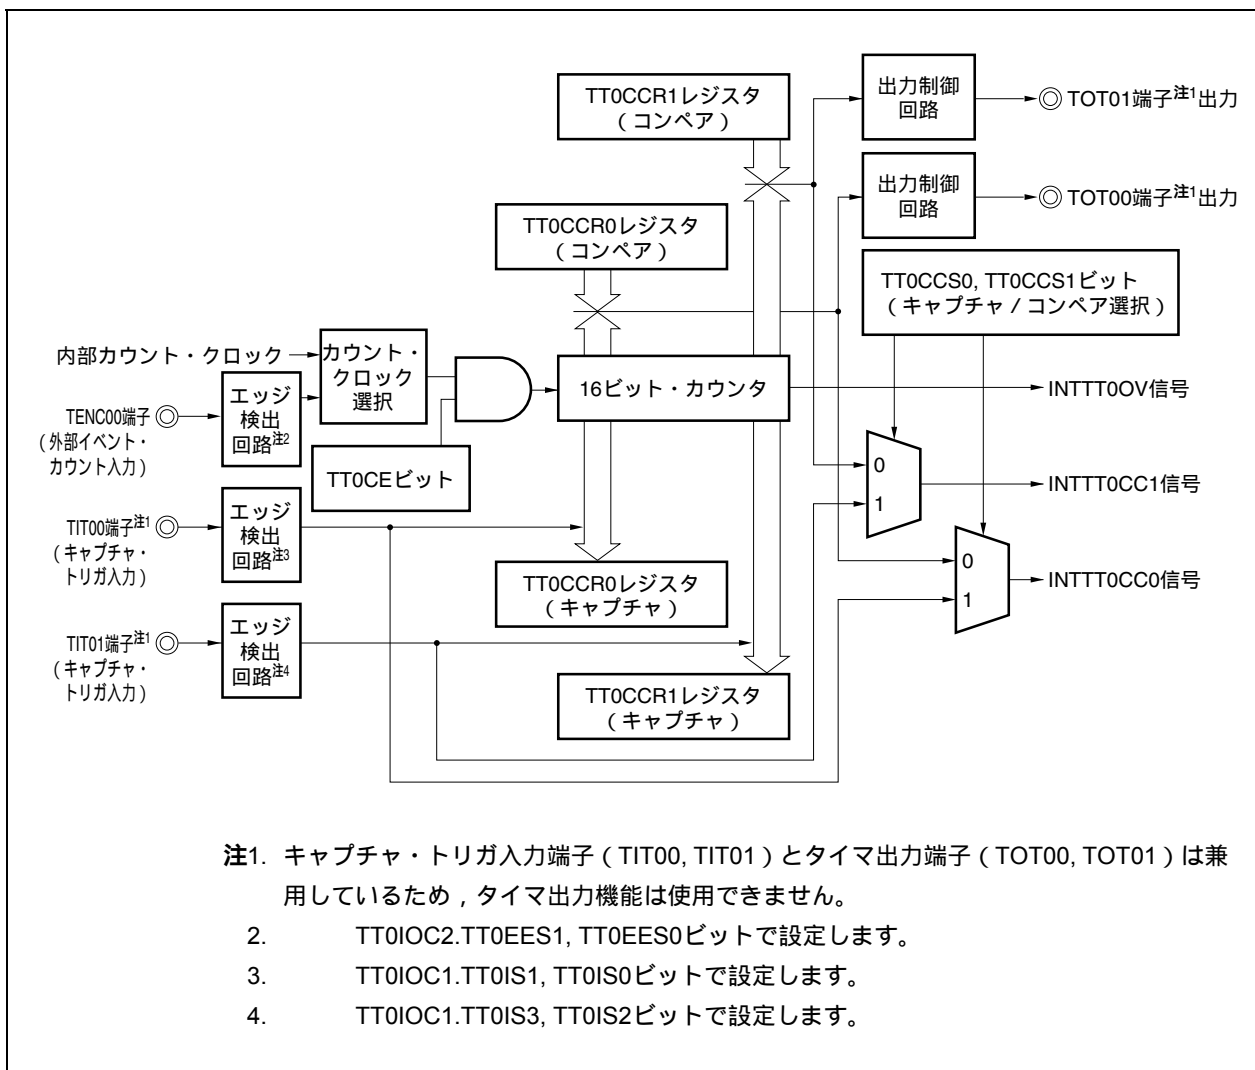 TT0CCR1レジスタ
（コンペア）
出力制御
回路
TOT01端子注1出力
出力制御
回路
TOT00端子注1出力
TT0CCR0レジスタ
（コンペア）
TT0CCS0, TT0CCS1ビット
（キャプチャ／コンペア選択）
内部カウント・クロック
カウント・
クロック
選択
16ビット・カウンタ
INTTT0OV信号
TENC00端子
（外部イベント・
カウント入力）
エッジ
検出
回路注2
TT0CEビット
0
1
INTTT0CC1信号
TIT00端子注1
（キャプチャ・
トリガ入力）
エッジ
検出
回路注3
TT0CCR0レジスタ
（キャプチャ）
0
1
INTTT0CC0信号
TIT01端子注1
（キャプチャ・
トリガ入力）
エッジ
検出
回路注4
TT0CCR1レジスタ
（キャプチャ）
注1. キャプチャ・トリガ入力端子（TIT00, TIT01）とタイマ出力端子（TOT00, TOT01）は兼
用しているため，タイマ出力機能は使用できません。
2. TT0IOC2.TT0EES1, TT0EES0ビットで設定します。
3. TT0IOC1.TT0IS1, TT0IS0ビットで設定します。
4. TT0IOC1.TT0IS3, TT0IS2ビットで設定します。